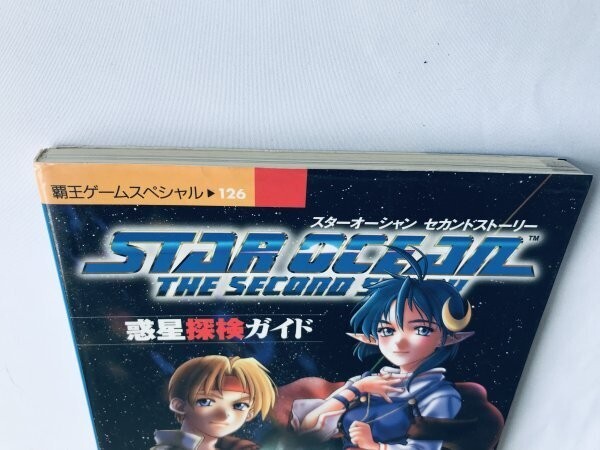 覇王ゲームスペシャル▶126
スターオーシャン セカンドストーリー
STAR OCEAN™
THE SECOND STORY
惑星探検ガイド